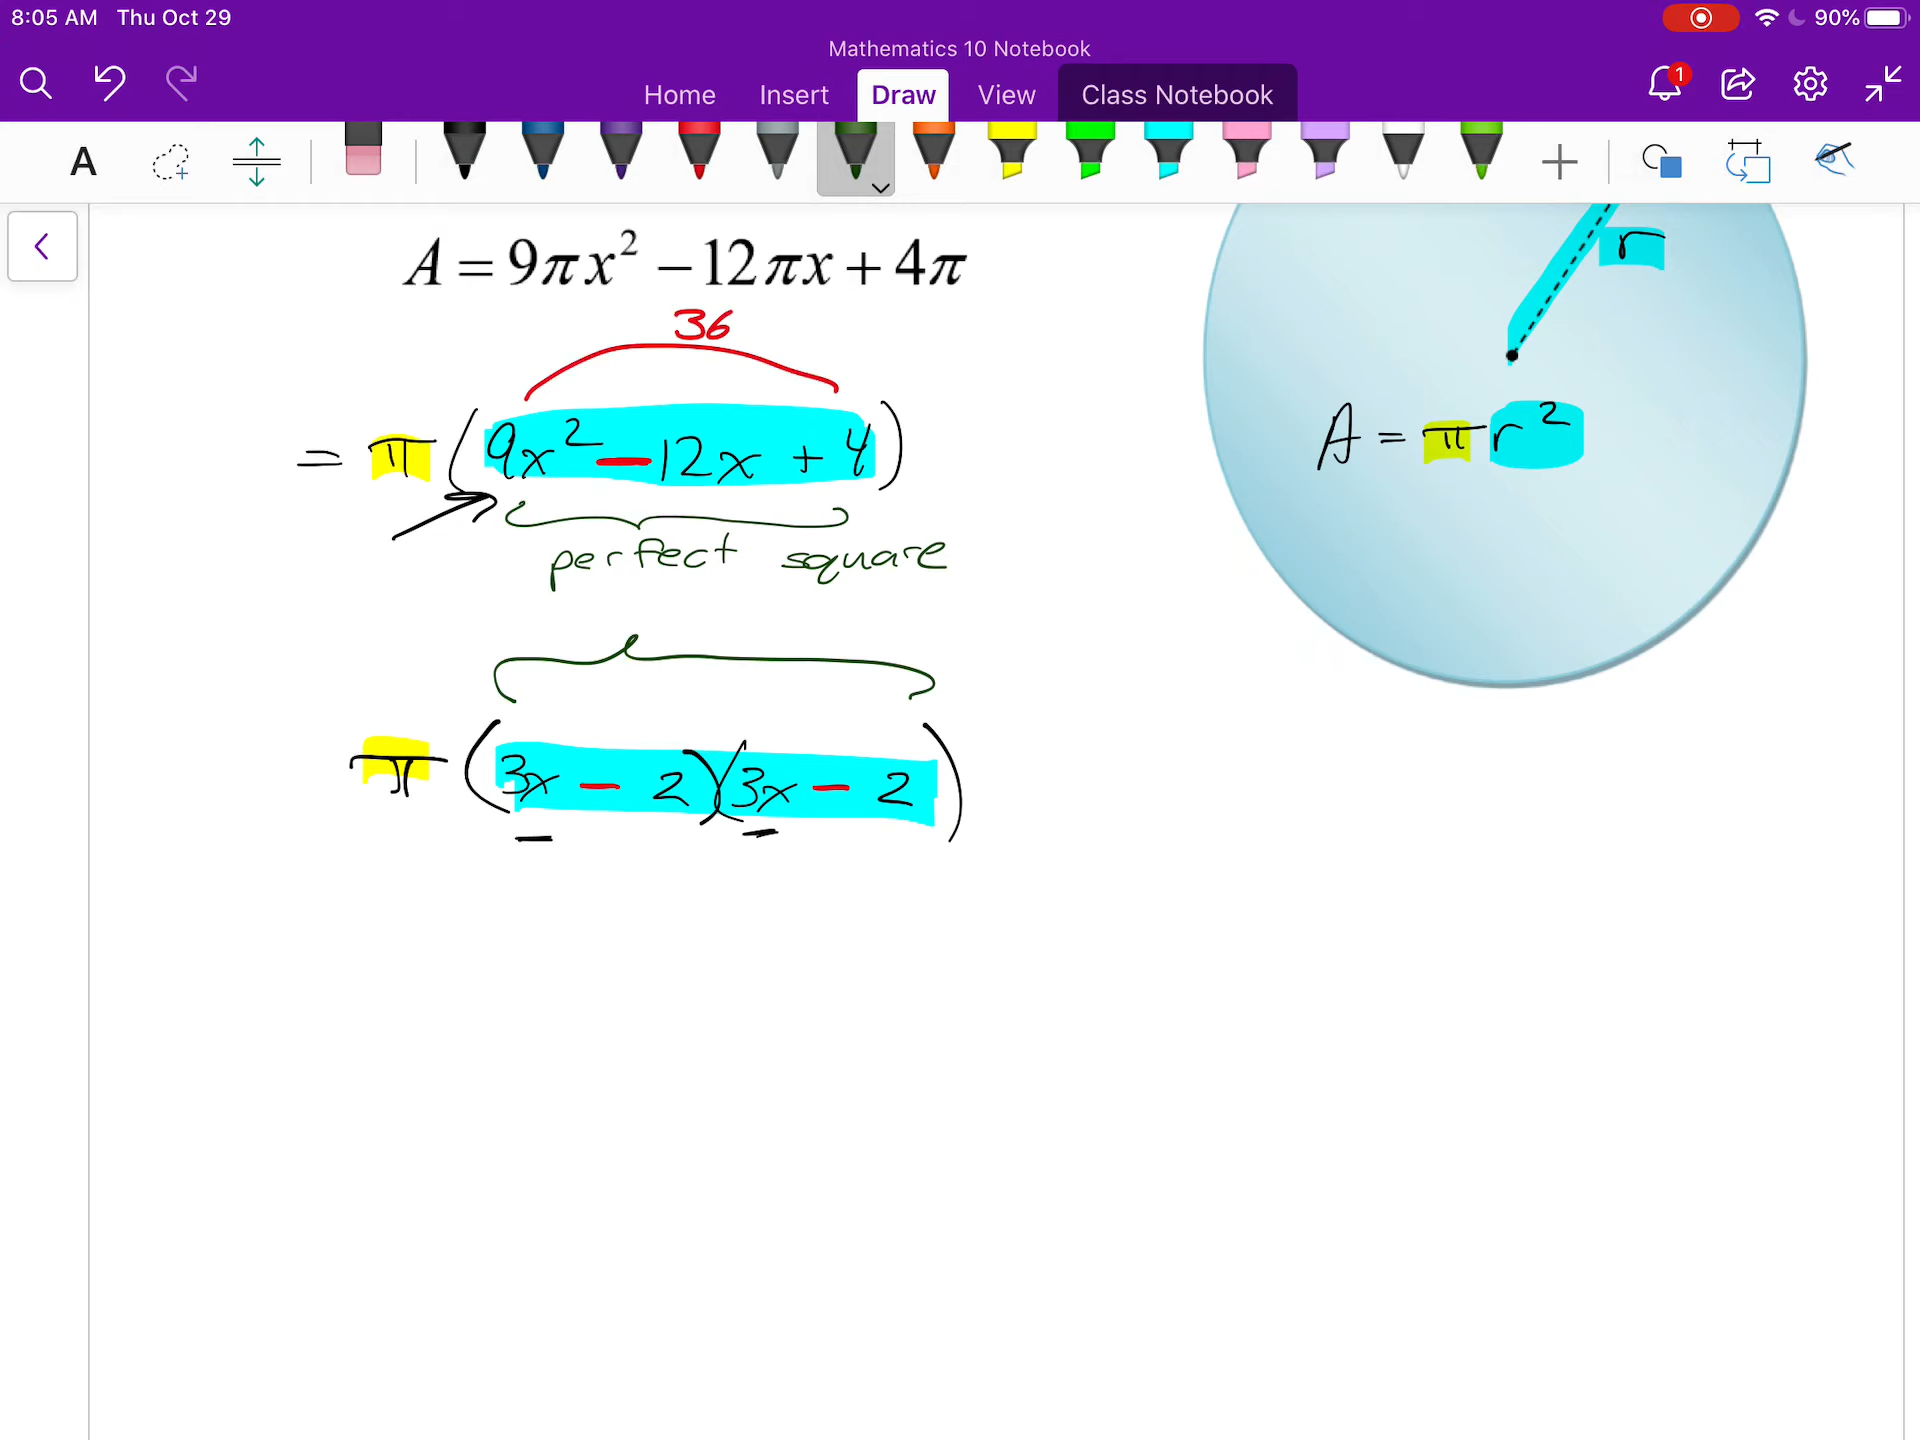 8:05 AM Thu Oct 29
90%
Mathematics 10 Notebook
Home Insert Draw View Class Notebook
1
A
A = 9πx² − 12πx + 4π
r
36
= π (9x² − 12x + 4)
A = πr²
perfect square
π (3x − 2)(3x − 2)